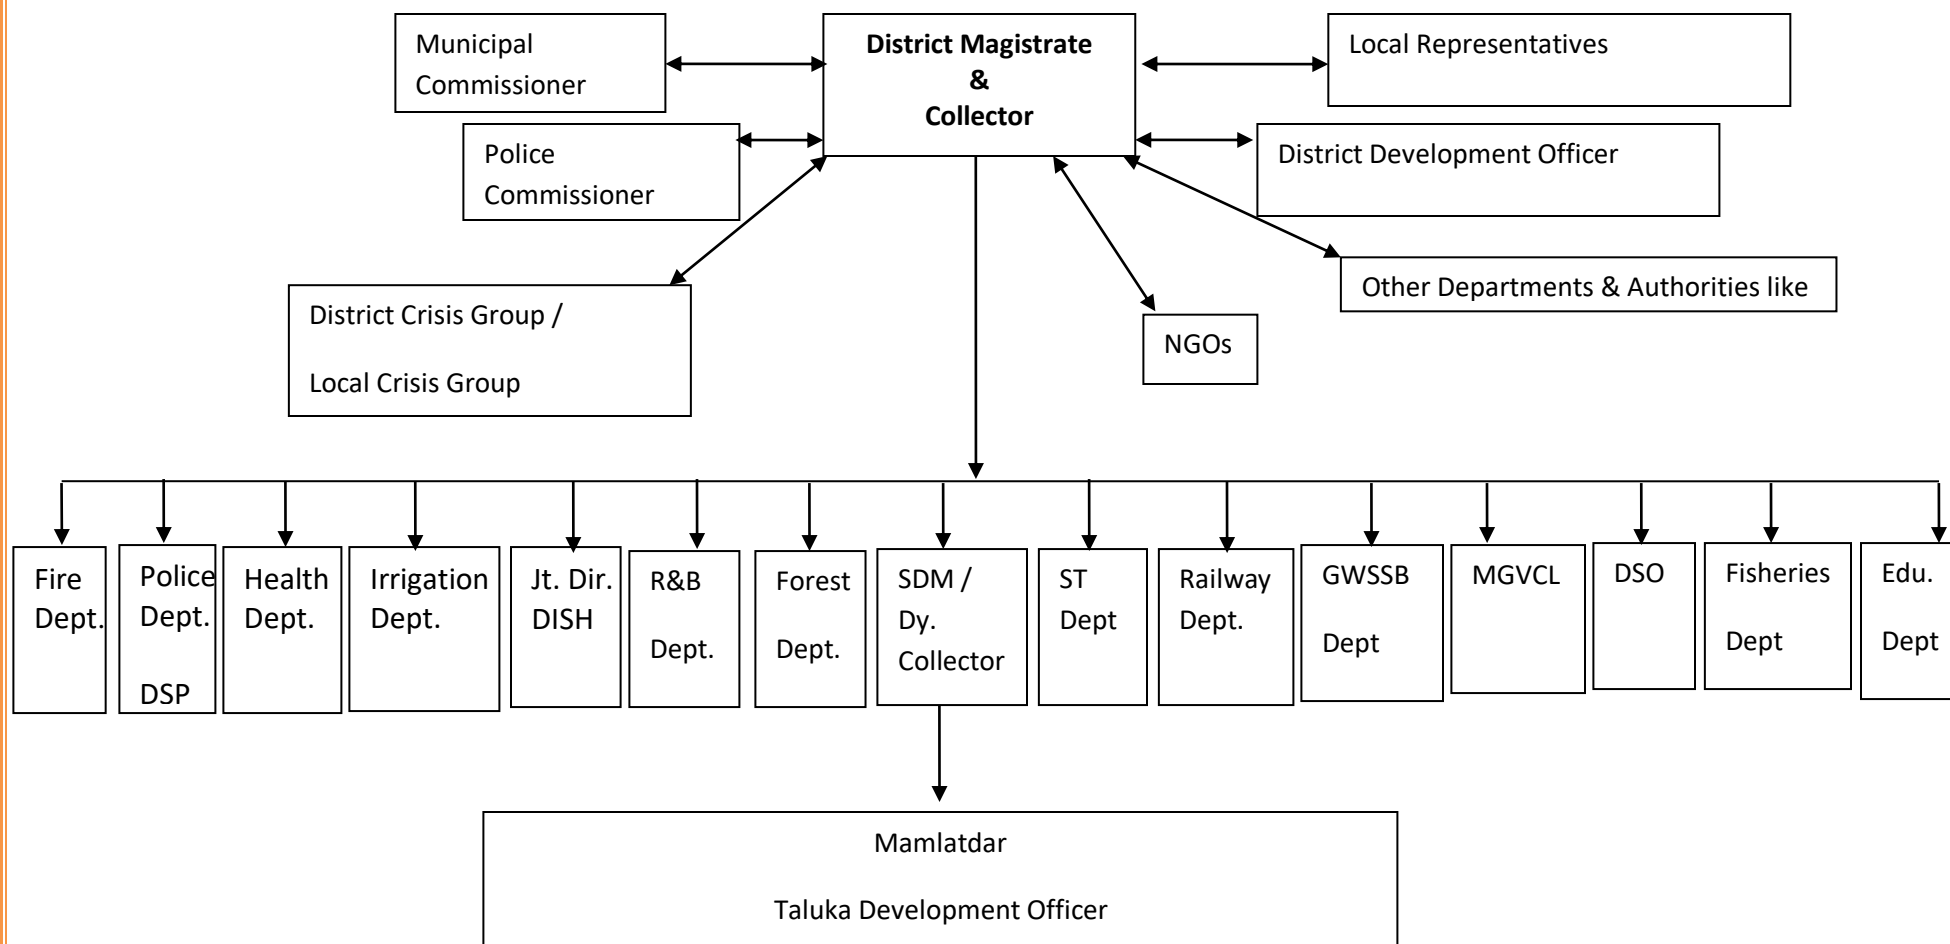 Municipal
Commissioner
District Magistrate
&
Collector
Local Representatives
Police
Commissioner
District Development Officer
District Crisis Group /
Local Crisis Group
NGOs
Other Departments & Authorities like
Fire
Dept.
Police
Dept.
DSP
Health
Dept.
Irrigation
Dept.
Jt. Dir.
DISH
R&B
Dept.
Forest
Dept.
SDM /
Dy.
Collector
ST
Dept
Railway
Dept.
GWSSB
Dept
MGVCL
DSO
Fisheries
Dept
Edu.
Dept
Mamlatdar
Taluka Development Officer